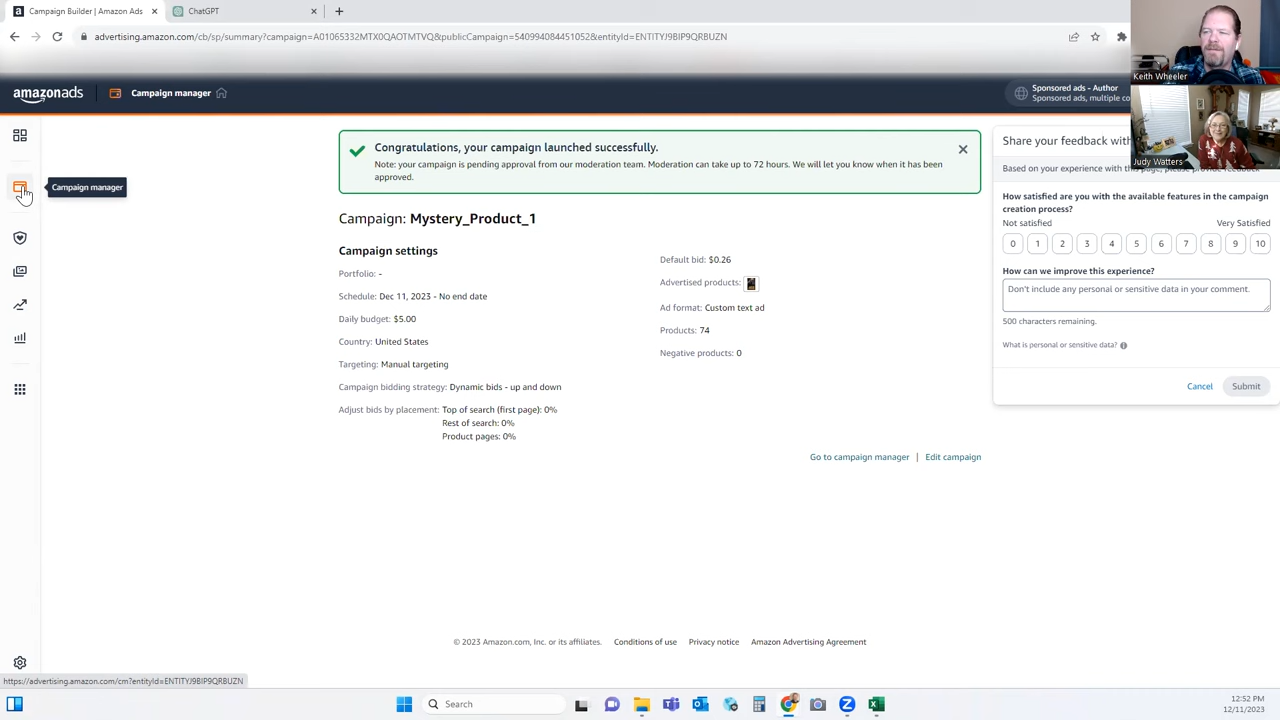 Campaign Builder | Amazon Ads
ChatGPT
advertising.amazon.com/cb/sp/summary?campaign=A01065332MTX0QAOTMTVQ&publicCampaign=540994084451052&entityId=ENTITYJ9BIP9QRBUZN
Keith Wheeler
amazonads
Campaign manager
Sponsored ads - Author
Sponsored ads, multiple co
Congratulations, your campaign launched successfully.
Note: your campaign is pending approval from our moderation team. Moderation can take up to 72 hours. We will let you know when it has been
approved.
Share your feedback with
Judy Watters
Based on your experience with this page, please provide feedback
Campaign manager
How satisfied are you with the available features in the campaign
creation process?
Not satisfied Very Satisfied
0 1 2 3 4 5 6 7 8 9 10
How can we improve this experience?
Don't include any personal or sensitive data in your comment.
500 characters remaining.
What is personal or sensitive data?
Cancel Submit
Campaign: Mystery_Product_1
Campaign settings
Portfolio: -
Schedule: Dec 11, 2023 - No end date
Daily budget: $5.00
Country: United States
Targeting: Manual targeting
Campaign bidding strategy: Dynamic bids - up and down
Adjust bids by placement: Top of search (first page): 0%
Rest of search: 0%
Product pages: 0%
Default bid: $0.26
Advertised products:
Ad format: Custom text ad
Products: 74
Negative products: 0
Go to campaign manager | Edit campaign
© 2023 Amazon.com, Inc. or its affiliates. Conditions of use Privacy notice Amazon Advertising Agreement
https://advertising.amazon.com/cm?entityId=ENTITYJ9BIP9QRBUZN
Search
12:52 PM
12/11/2023